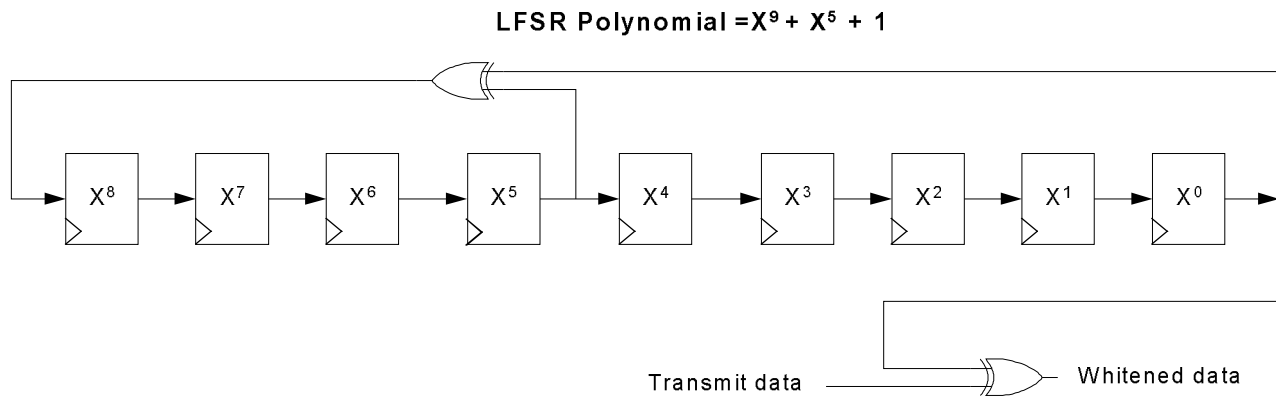 LFSR Polynomial =X⁹ + X⁵ + 1
X⁸ X⁷ X⁶ X⁵ X⁴ X³ X² X¹ X⁰
Transmit data
Whitened data